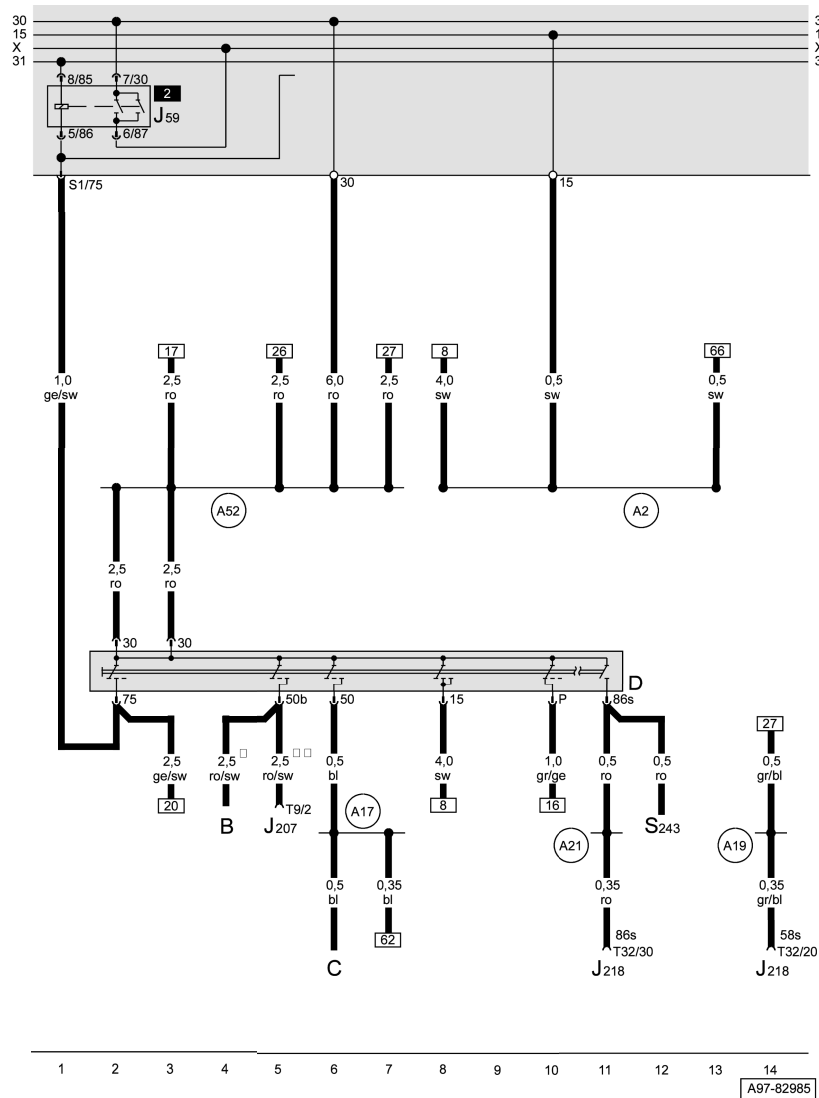 30 3
15 1
X X
31 3
8/85 7/30
2
J59
5/86 6/87
S1/75 30 15
17 26 27 8 66
1,0 2,5 2,5 6,0 2,5 4,0 0,5 0,5
ge/sw ro ro ro ro sw sw sw
A52 A2
2,5 2,5
ro ro
30 30
D
75 50b 50 15 P 86s
27
2,5 2,5 2,5 0,5 4,0 1,0 0,5 0,5 0,5
ge/sw ro/sw ro/sw bl sw gr/ge ro ro gr/bl
20 T9/2 A17 8 16
B J207 S243
A21 A19
0,5 0,35 0,35 0,35
bl bl ro gr/bl
62 86s 58s
T32/30 T32/20
C J218 J218
1 2 3 4 5 6 7 8 9 10 11 12 13 14
A97-82985